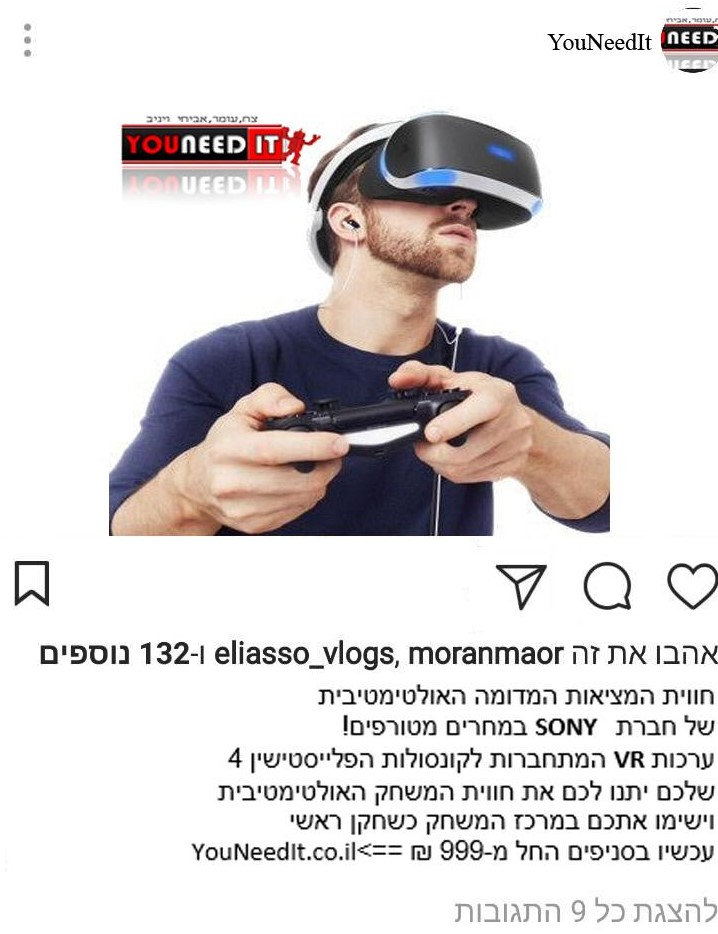 YouNeedIt
צח,עומר,אביחי ויניב
YOUNEED IT
אהבו את זה eliasso_vlogs, moranmaor ו-132 נוספים
חווית המציאות המדומה האולטימטיבית
של חברת SONY במחרים מטורפים!
ערכות VR המתחברות לקונסולות הפלייסטישין 4
שלכם יתנו לכם את חווית המשחק האולטימטיבית
וישימו אתכם במרכז המשחק כשחקן ראשי
עכשיו בסניפים החל מ-999 ₪ ==>YouNeedIt.co.il
להצגת כל 9 התגובות